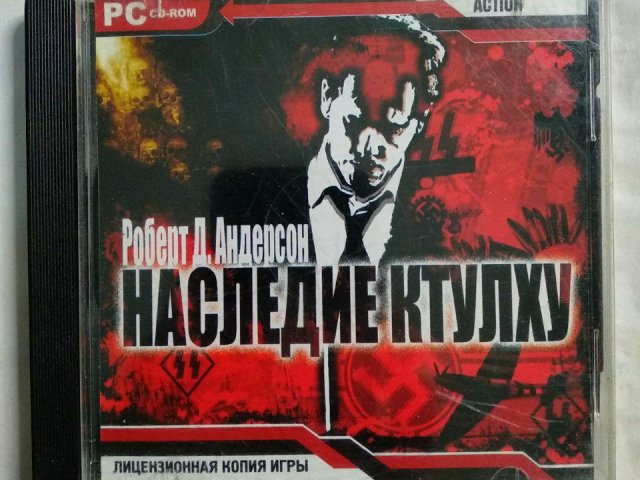 PC CD-ROM
ACTION
Роберт Д. Андерсон
НАСЛЕДИЕ КТУЛХУ
ЛИЦЕНЗИОННАЯ КОПИЯ ИГРЫ